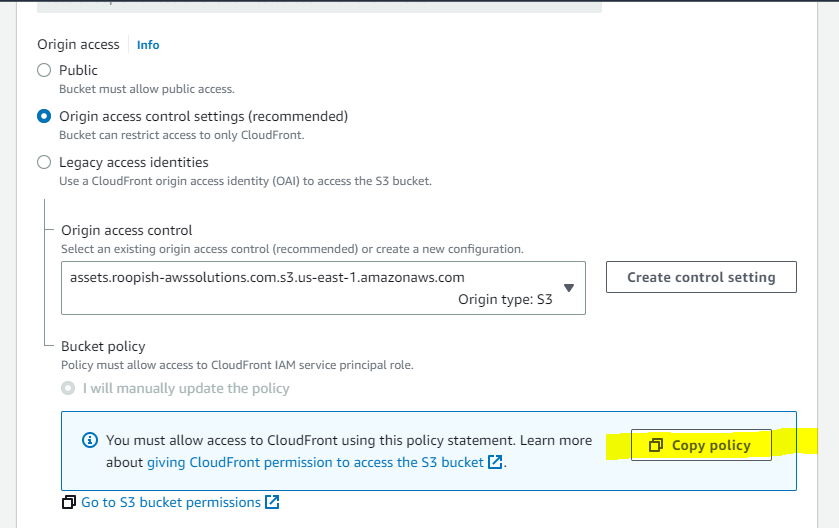 Origin access
Info
Public
Bucket must allow public access.
Origin access control settings (recommended)
Bucket can restrict access to only CloudFront.
Legacy access identities
Use a CloudFront origin access identity (OAI) to access the S3 bucket.
Origin access control
Select an existing origin access control (recommended) or create a new configuration.
assets.roopish-awssolutions.com.s3.us-east-1.amazonaws.com
Origin type: S3
Create control setting
Bucket policy
Policy must allow access to CloudFront IAM service principal role.
I will manually update the policy
You must allow access to CloudFront using this policy statement. Learn more
about giving CloudFront permission to access the S3 bucket.
Copy policy
Go to S3 bucket permissions